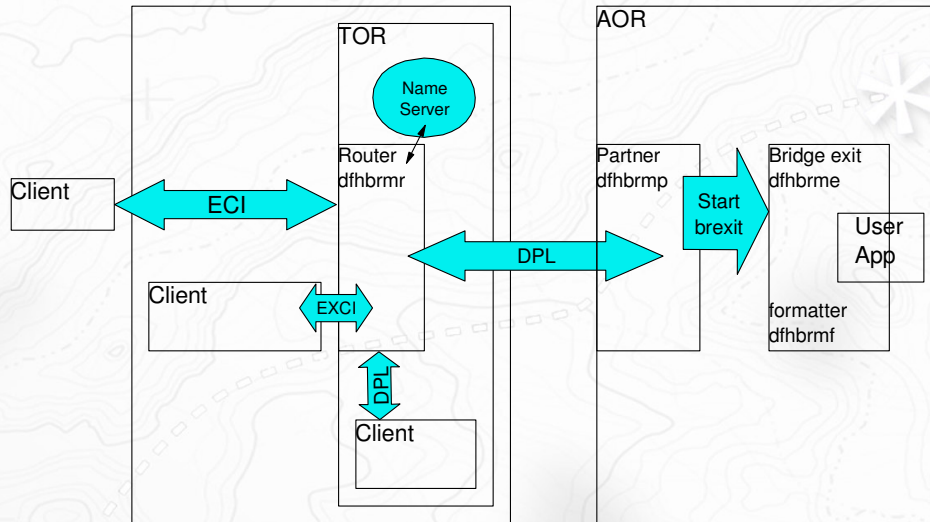 TOR
AOR
Name
Server
Router
dfhbrmr
Partner
dfhbrmp
Bridge exit
dfhbrme
Client
ECI
Start
brexit
User
App
DPL
Client
EXCI
formatter
dfhbrmf
DPL
Client